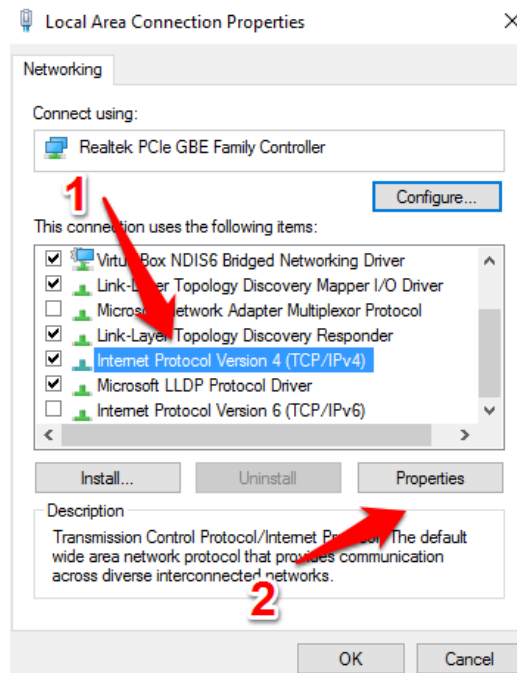 Local Area Connection Properties
Networking
Connect using:
Realtek PCIe GBE Family Controller
1
Configure...
This connection uses the following items:
VirtualBox NDIS6 Bridged Networking Driver
Link-Layer Topology Discovery Mapper I/O Driver
Microsoft Network Adapter Multiplexor Protocol
Link-Layer Topology Discovery Responder
Internet Protocol Version 4 (TCP/IPv4)
Microsoft LLDP Protocol Driver
Internet Protocol Version 6 (TCP/IPv6)
Install...
Uninstall
Properties
Description
Transmission Control Protocol/Internet Protocol. The default
wide area network protocol that provides communication
across diverse interconnected networks.
2
OK
Cancel